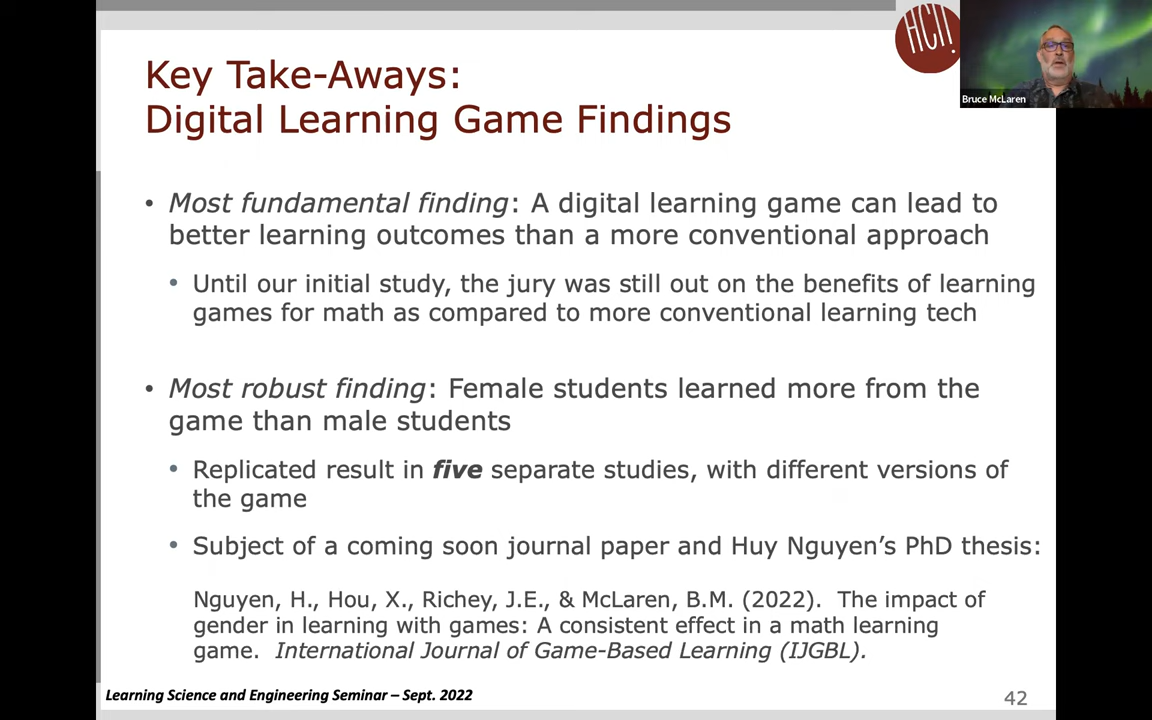 HCII!
Bruce McLaren
Key Take-Aways:
Digital Learning Game Findings
• Most fundamental finding: A digital learning game can lead to
better learning outcomes than a more conventional approach
• Until our initial study, the jury was still out on the benefits of learning
games for math as compared to more conventional learning tech
• Most robust finding: Female students learned more from the
game than male students
• Replicated result in five separate studies, with different versions of
the game
• Subject of a coming soon journal paper and Huy Nguyen’s PhD thesis:
Nguyen, H., Hou, X., Richey, J.E., & McLaren, B.M. (2022). The impact of
gender in learning with games: A consistent effect in a math learning
game. International Journal of Game-Based Learning (IJGBL).
Learning Science and Engineering Seminar – Sept. 2022
42